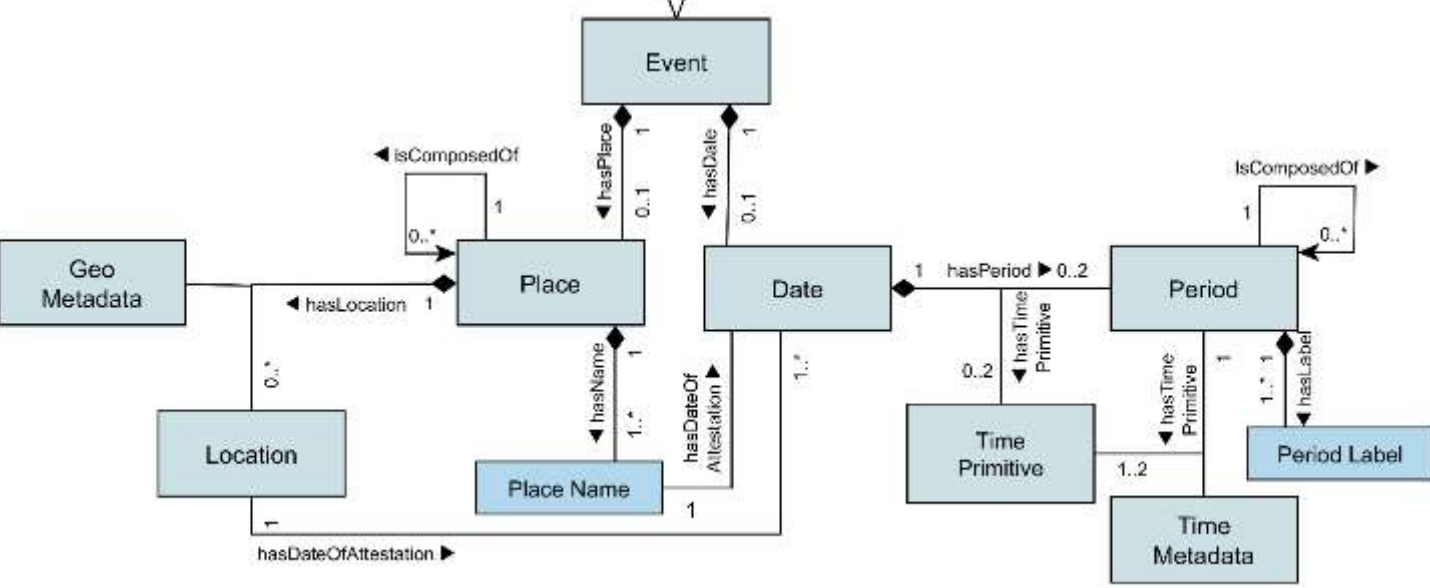 Event
hasPlace
1
0..1
hasDate
1
0..1
isComposedOf
1
0..*
IsComposedOf
1
0..*
Geo
Metadata
Place
Date
Period
hasLocation
1
1
hasPeriod
0..2
hasTime
Primitive
0..2
0..*
hasName
1
1..*
hasDateOf
Attestation
1..*
hasTime
Primitive
1
1
1..*
hasLabel
Location
Time
Primitive
1..2
Period Label
Place Name
1
1
hasDateOfAttestation
Time
Metadata